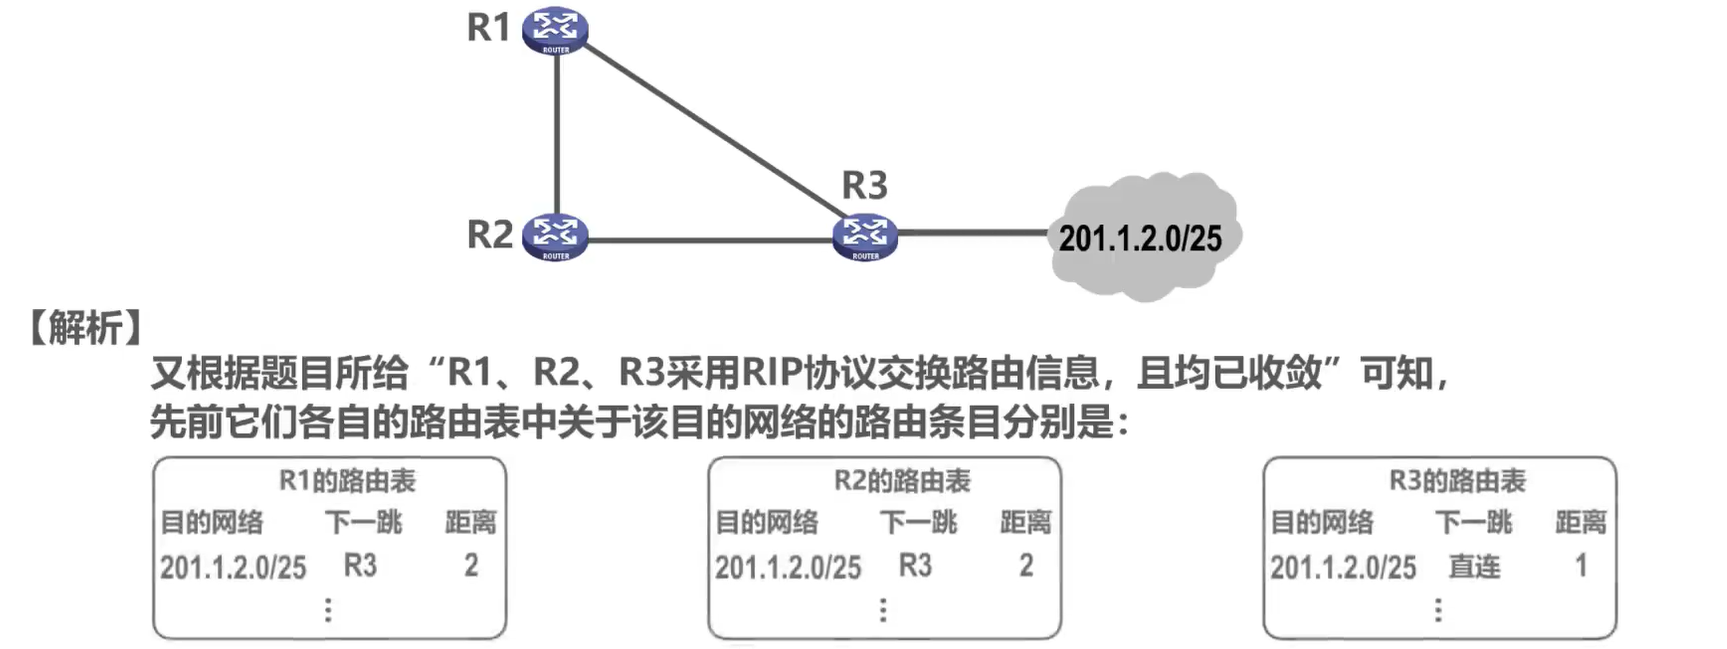 R1
ROUTER
R3
R2
ROUTER
ROUTER
201.1.2.0/25
【解析】
又根据题目所给“R1、R2、R3采用RIP协议交换路由信息，且均已收敛”可知，
先前它们各自的路由表中关于该目的网络的路由条目分别是：
R1的路由表
目的网络 下一跳 距离
201.1.2.0/25 R3 2
⋮
R2的路由表
目的网络 下一跳 距离
201.1.2.0/25 R3 2
⋮
R3的路由表
目的网络 下一跳 距离
201.1.2.0/25 直连 1
⋮